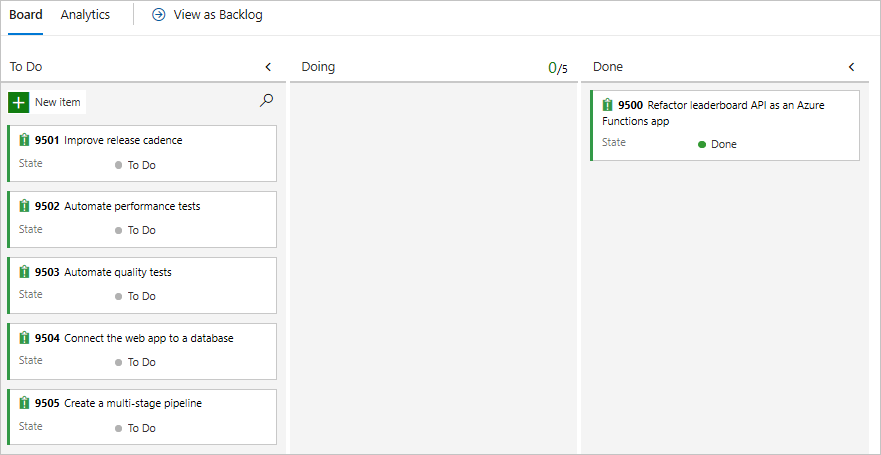 Board Analytics View as Backlog
To Do
New item
9501 Improve release cadence
State To Do
9502 Automate performance tests
State To Do
9503 Automate quality tests
State To Do
9504 Connect the web app to a database
State To Do
9505 Create a multi-stage pipeline
State To Do
Doing 0/5
Done
9500 Refactor leaderboard API as an Azure
Functions app
State Done